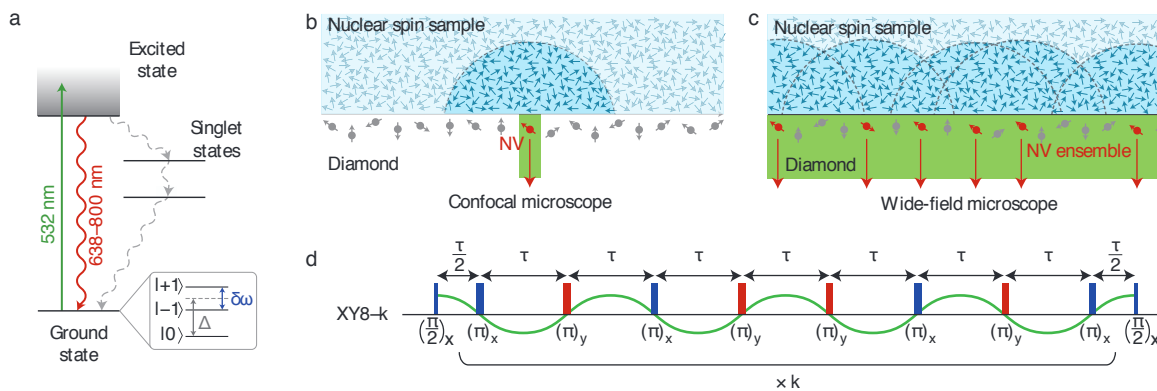 a
Excited
state
Singlet
states
532 nm
638–800 nm
|+1⟩
|−1⟩
|0⟩
δω
Δ
Ground
state
b
Nuclear spin sample
NV
Diamond
Confocal microscope
c
Nuclear spin sample
NV ensemble
Diamond
Wide-field microscope
d
τ/2 τ τ τ τ τ τ τ τ/2
XY8–k
(π/2)x (π)x (π)y (π)x (π)y (π)y (π)x (π)y (π)x (π/2)x
× k